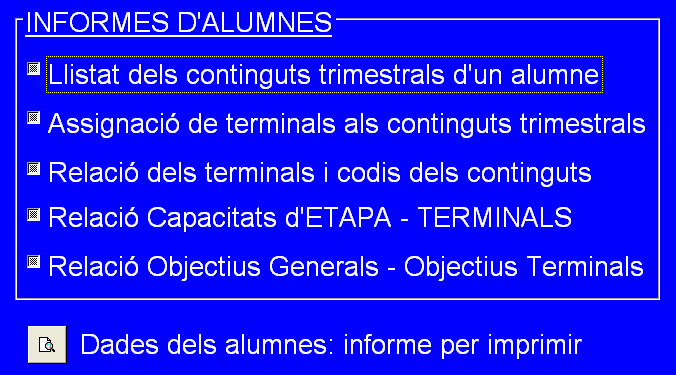 INFORMES D'ALUMNES
Llistat dels continguts trimestrals d'un alumne
Assignació de terminals als continguts trimestrals
Relació dels terminals i codis dels continguts
Relació Capacitats d'ETAPA - TERMINALS
Relació Objectius Generals - Objectius Terminals
Dades dels alumnes: informe per imprimir